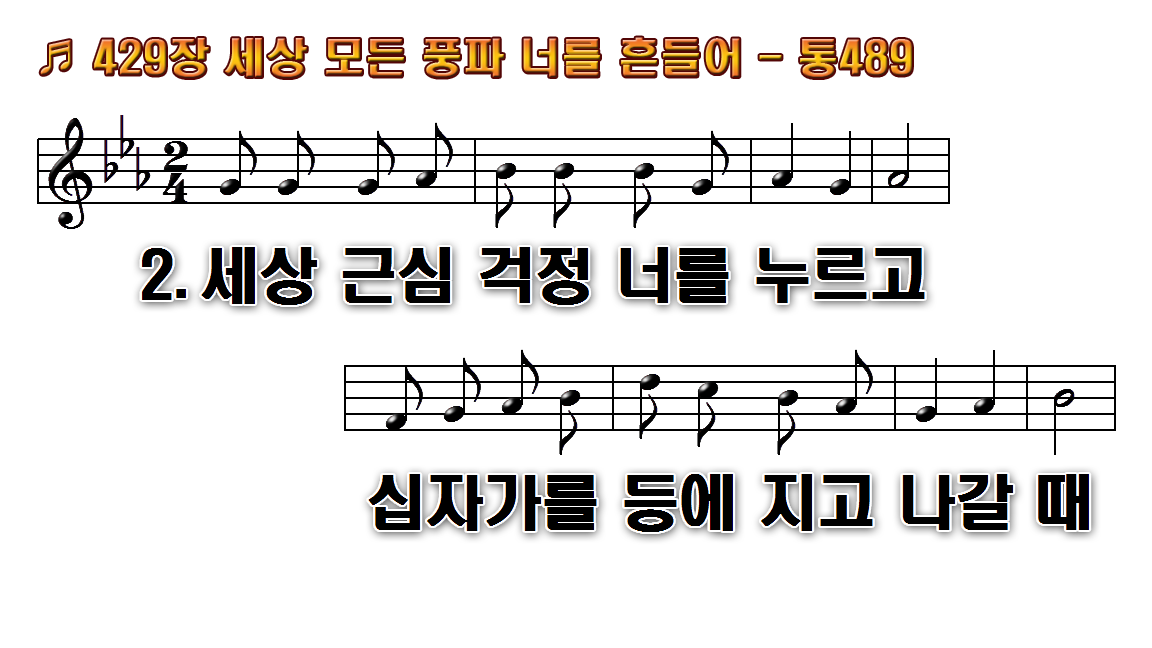 ♬ 429장 세상 모든 풍파 너를 흔들어 - 통489
2. 세상 근심 걱정 너를 누르고
십자가를 등에 지고 나갈 때